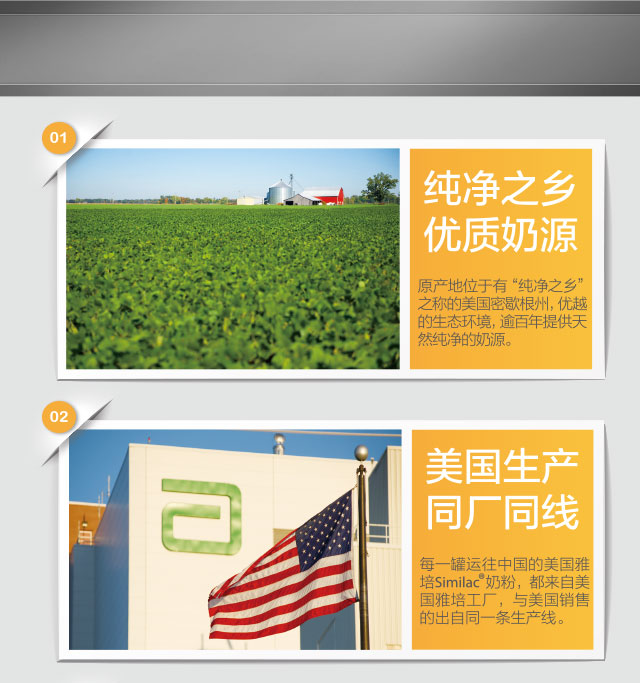 01
纯净之乡
优质奶源
原产地位于有“纯净之乡”
之称的美国密歇根州, 优越
的生态环境, 逾百年提供天
然纯净的奶源。
02
美国生产
同厂同线
每一罐运往中国的美国雅
培Similac®奶粉，都来自美
国雅培工厂，与美国销售
的出自同一条生产线。